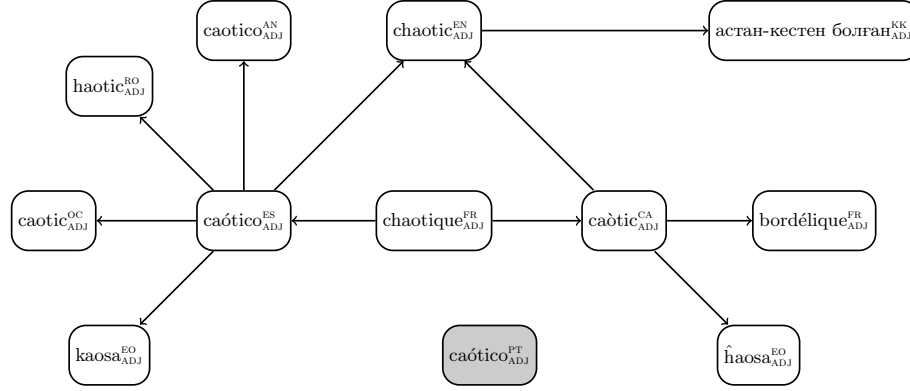 caotico AN ADJ
chaotic EN ADJ
астан-кестен болған KK ADJ
haotic RO ADJ
caotic OC ADJ
caótico ES ADJ
chaotique FR ADJ
caòtic CA ADJ
bordélique FR ADJ
kaosa EO ADJ
caótico PT ADJ
ĥaosa EO ADJ